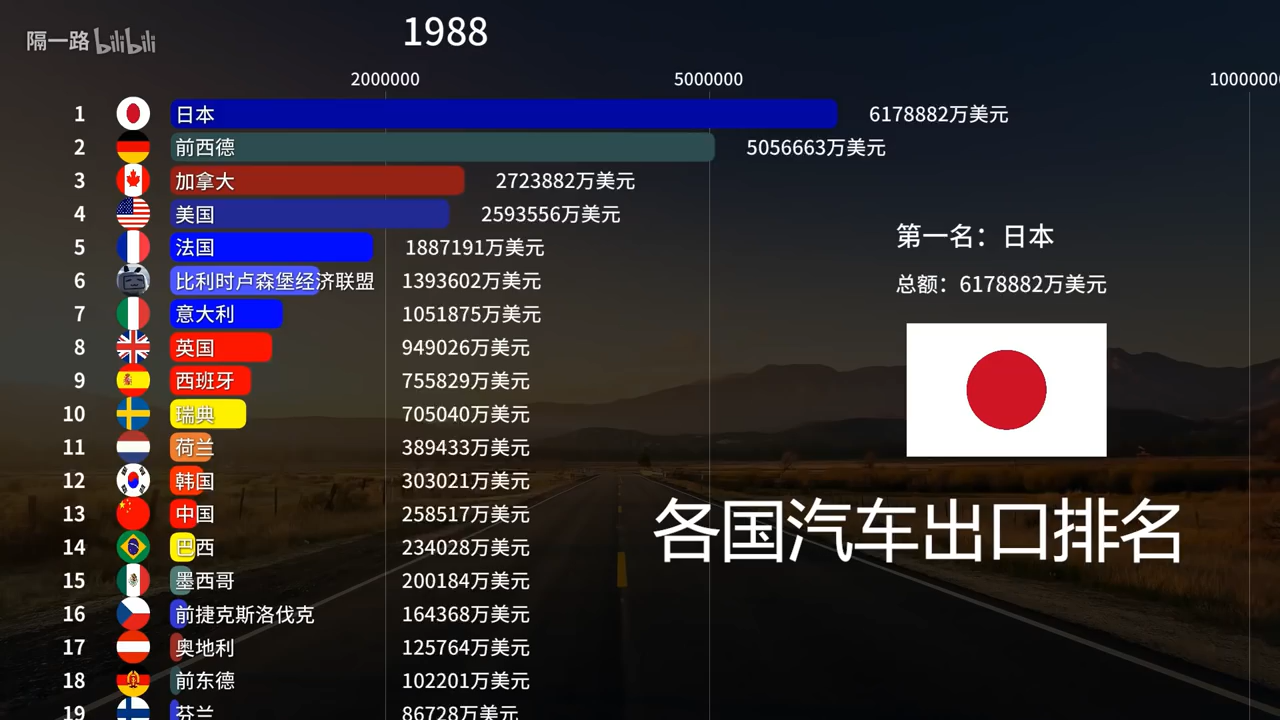 隔一路 bilibili
1988
2000000 5000000 1000000
1 日本 6178882万美元
2 前西德 5056663万美元
3 加拿大 2723882万美元
4 美国 2593556万美元
5 法国 1887191万美元
6 比利时卢森堡经济联盟 1393602万美元
7 意大利 1051875万美元
8 英国 949026万美元
9 西班牙 755829万美元
10 瑞典 705040万美元
11 荷兰 389433万美元
12 韩国 303021万美元
13 中国 258517万美元
14 巴西 234028万美元
15 墨西哥 200184万美元
16 前捷克斯洛伐克 164368万美元
17 奥地利 125764万美元
18 前东德 102201万美元
19 芬兰 86728万美元
第一名：日本
总额：6178882万美元
各国汽车出口排名